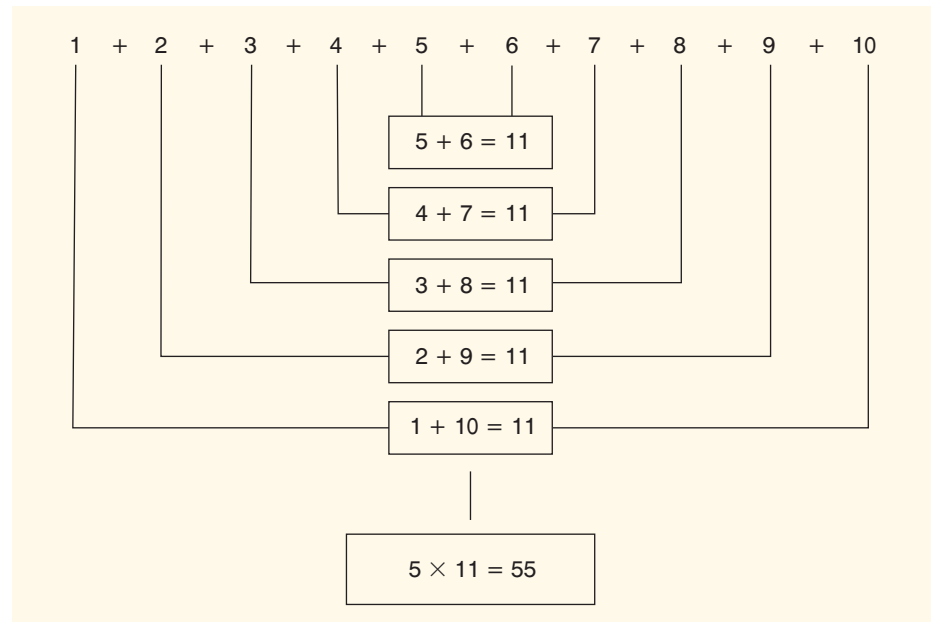 1 + 2 + 3 + 4 + 5 + 6 + 7 + 8 + 9 + 10
5 + 6 = 11
4 + 7 = 11
3 + 8 = 11
2 + 9 = 11
1 + 10 = 11
5 × 11 = 55